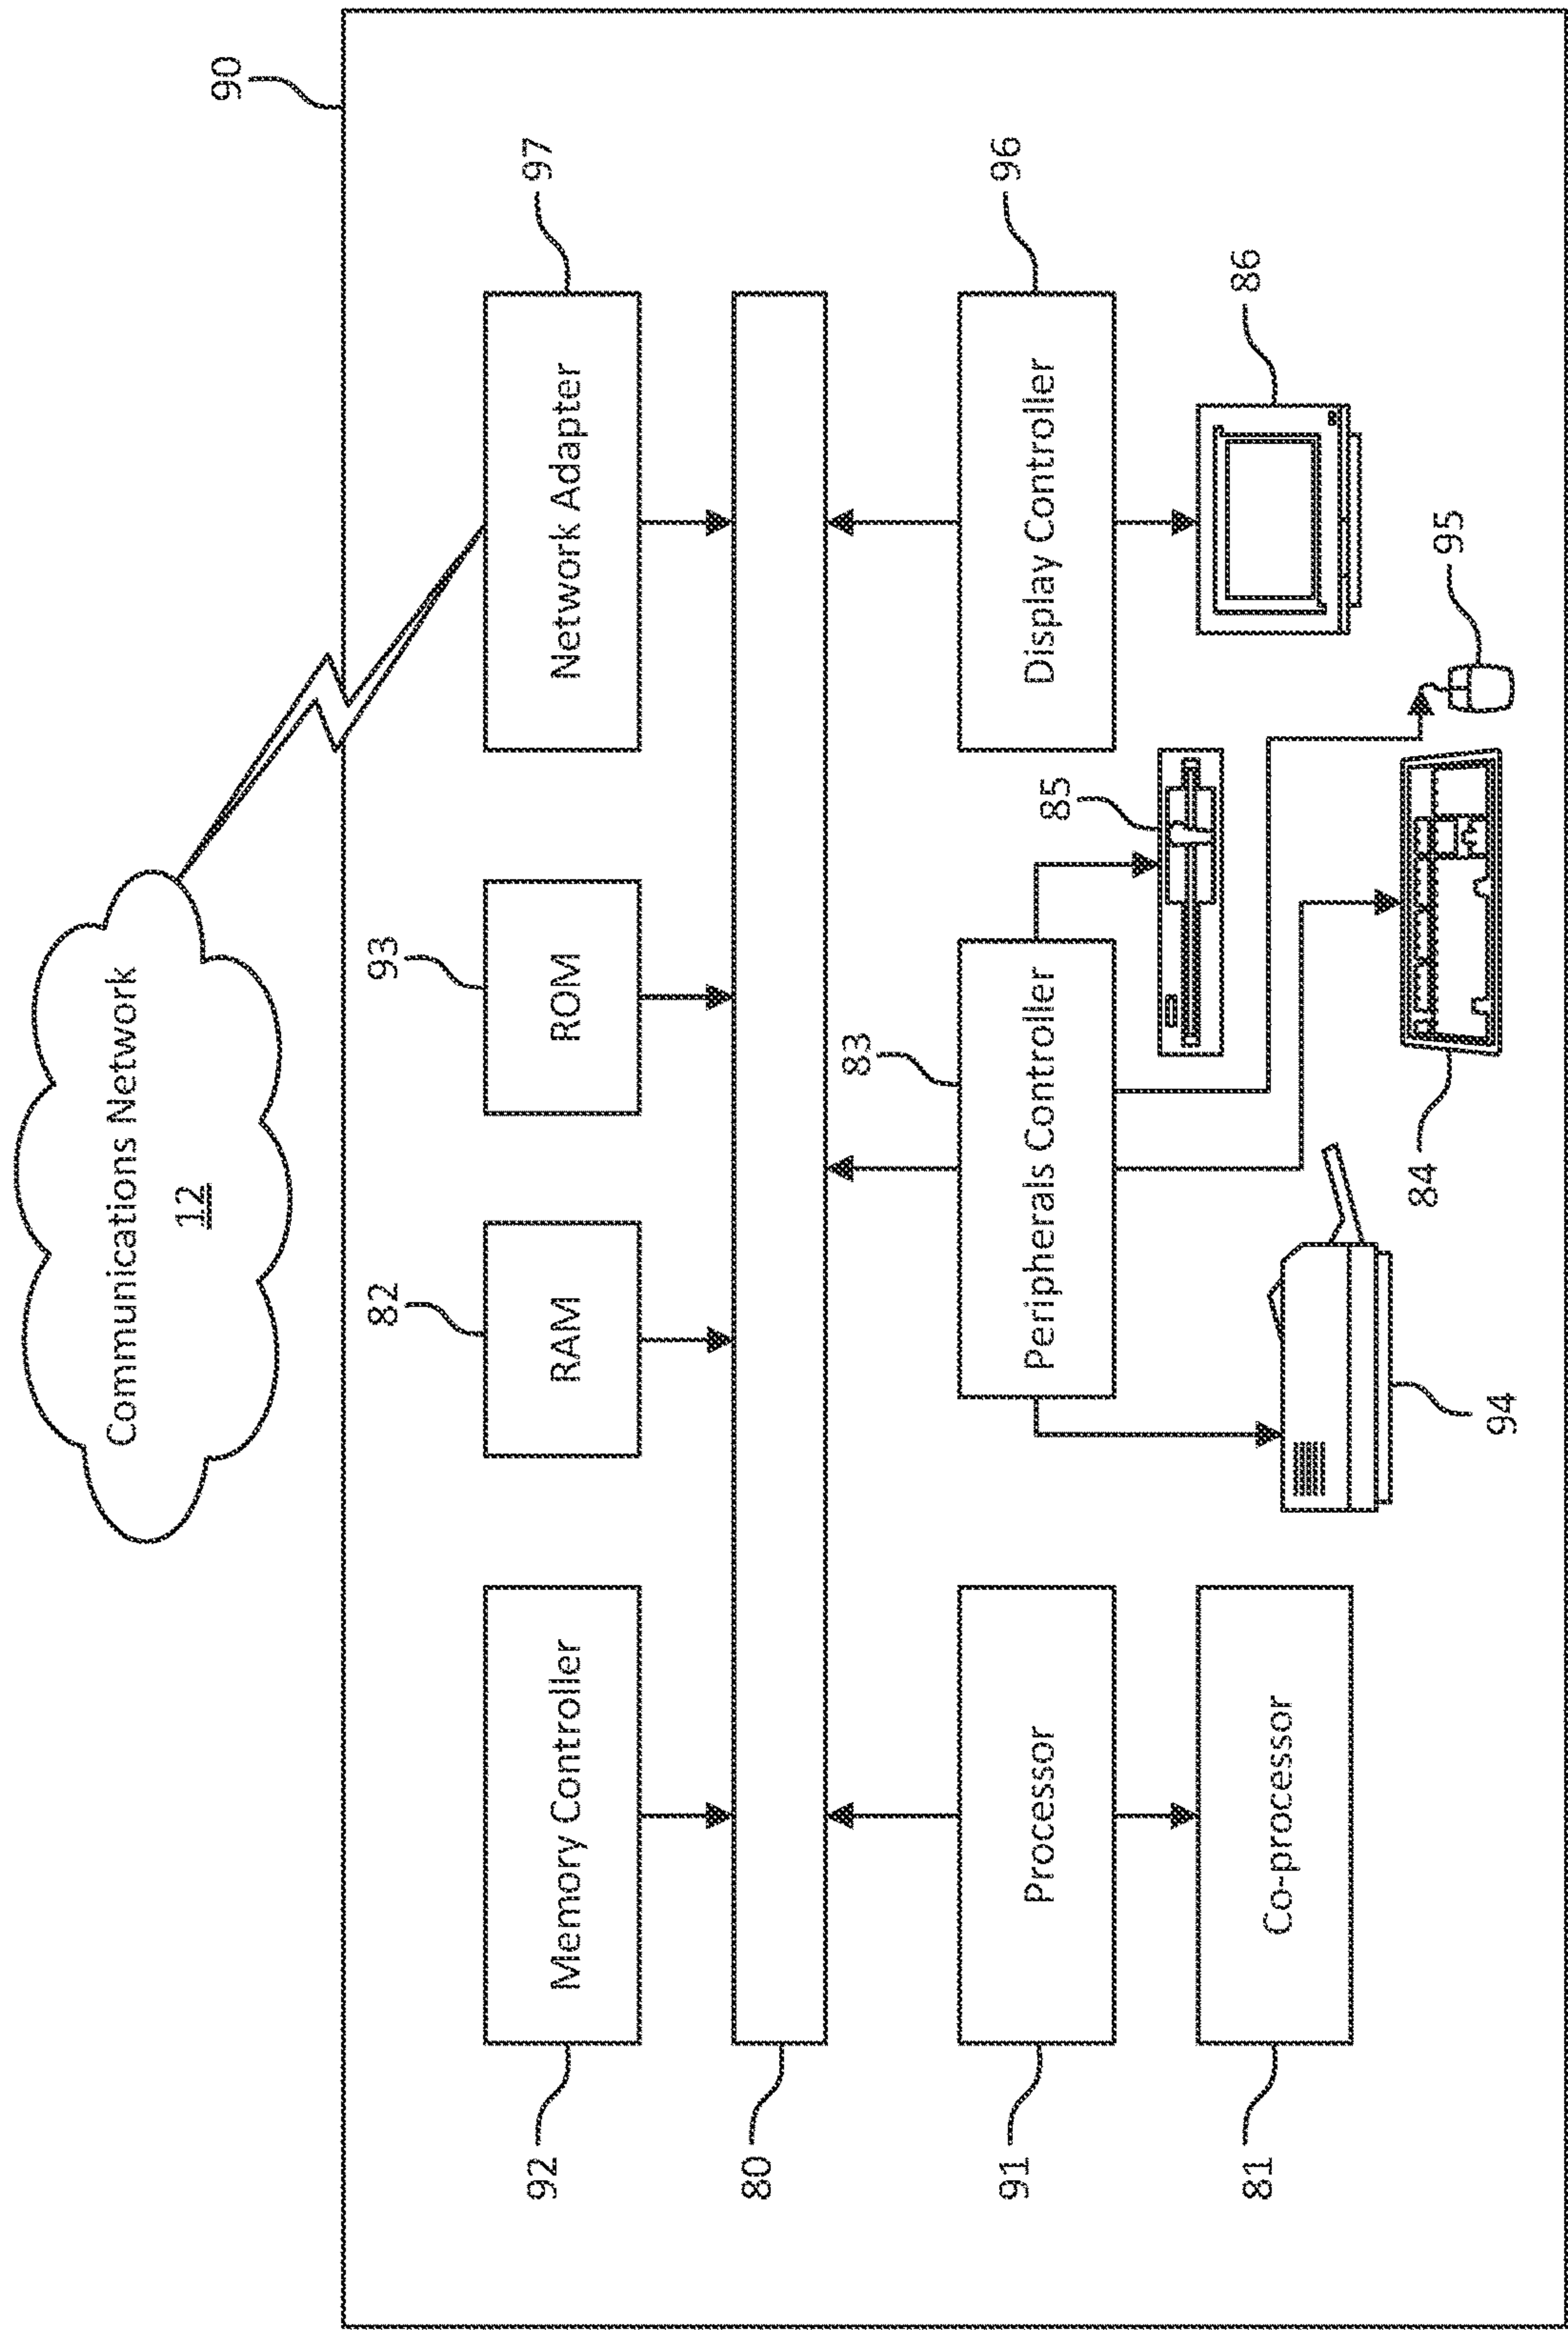 Communications Network
12
90
92
Memory Controller
82
RAM
93
ROM
97
Network Adapter
80
91
Processor
83
Peripherals Controller
96
Display Controller
85
81
Co-processor
86
94
84
95